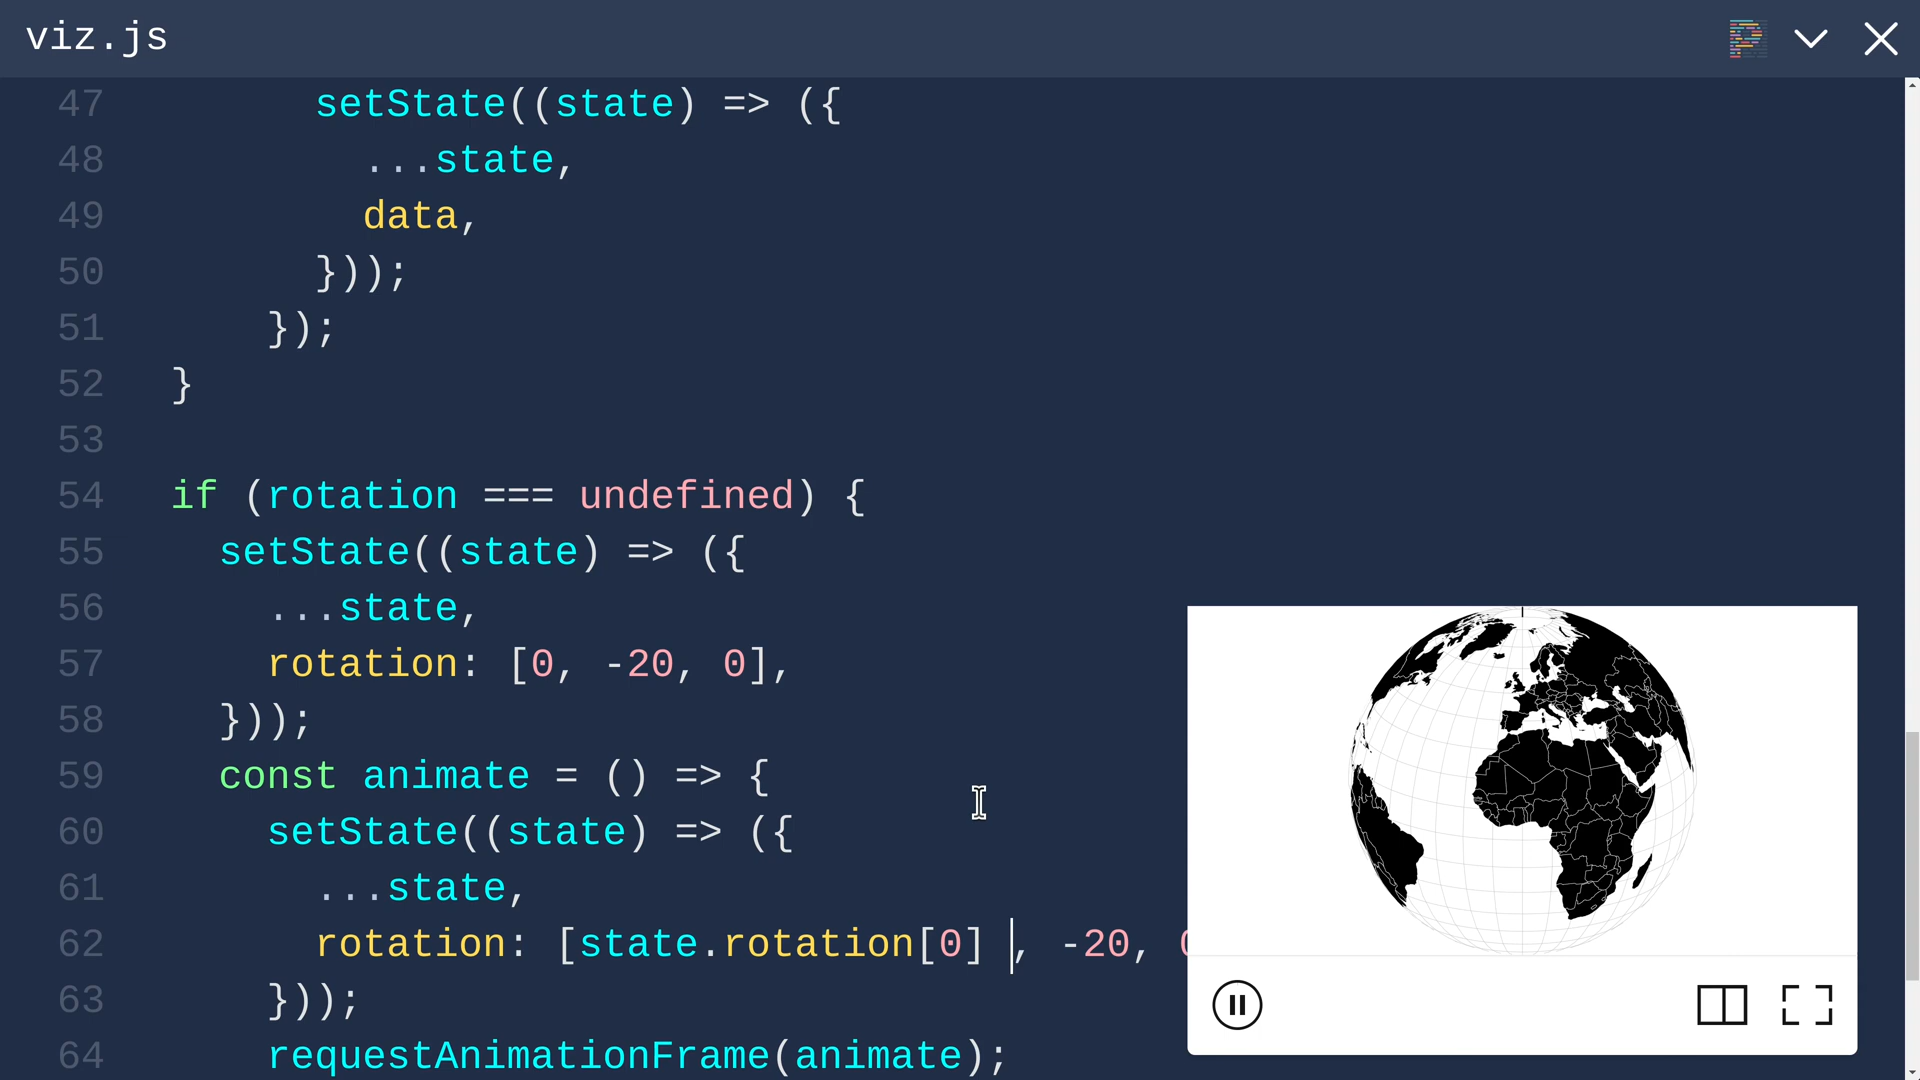 viz.js
47 setState((state) => ({
48 ...state,
49 data,
50 }));
51 });
52 }
53
54 if (rotation === undefined) {
55 setState((state) => ({
56 ...state,
57 rotation: [0, -20, 0],
58 }));
59 const animate = () => {
60 setState((state) => ({
61 ...state,
62 rotation: [state.rotation[0] , -20,
63 }));
64 requestAnimationFrame(animate);